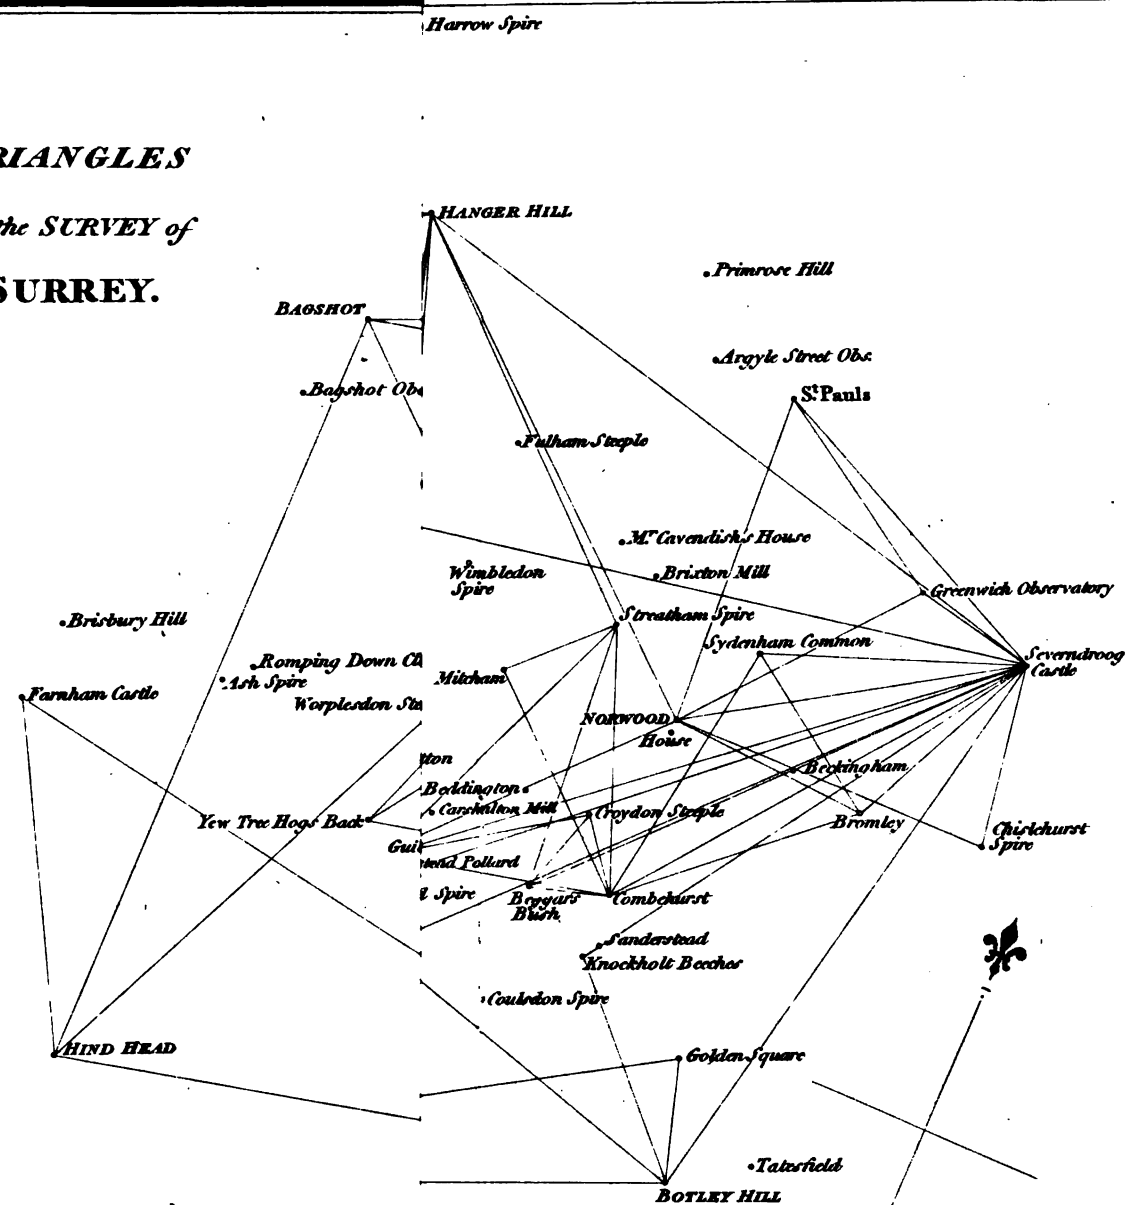 Harrow Spire
RIANGLES
the SURVEY of
SURREY.
HANGER HILL
Primrose Hill
BAGSHOT
Argyle Street Obs.
Bagshot Obs
St. Pauls
Fulham Steeple
Mr. Cavendish's House
Wimbledon
Spire
Brixton Mill
Greenwich Observatory
Brisbury Hill
Streatham Spire
Sydenham Common
Severndroog
Castle
Romping Down Cl
Ash Spire
Mitcham
Farnham Castle
Worplesdon Ste
NORWOOD
House
tton
Beddington
Beckingham
Carshalton Mill
Croydon Steeple
Yew Tree Hogs Back
Bromley
Chislehurst
Spire
Guil
tend Pollard
Spire
Beggars
Bush
Combehurst
Sanderstead
Knockholt Beeches
Coulsdon Spire
HIND HEAD
Golden Square
Tatesfield
BOTLEY HILL